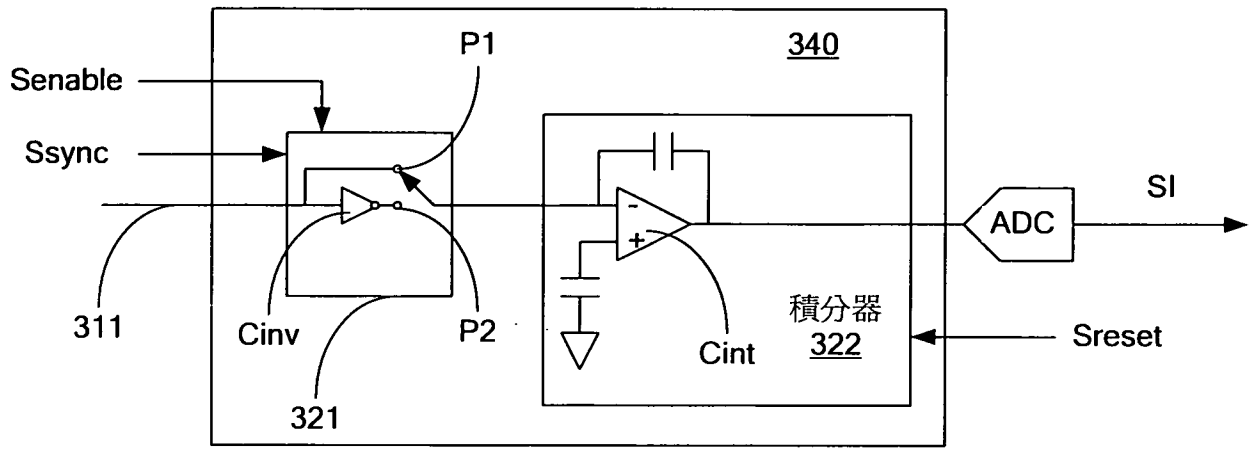 340
P1
Senable
Ssync
SI
ADC
-
+
積分器
322
311
Cinv
P2
Cint
Sreset
321